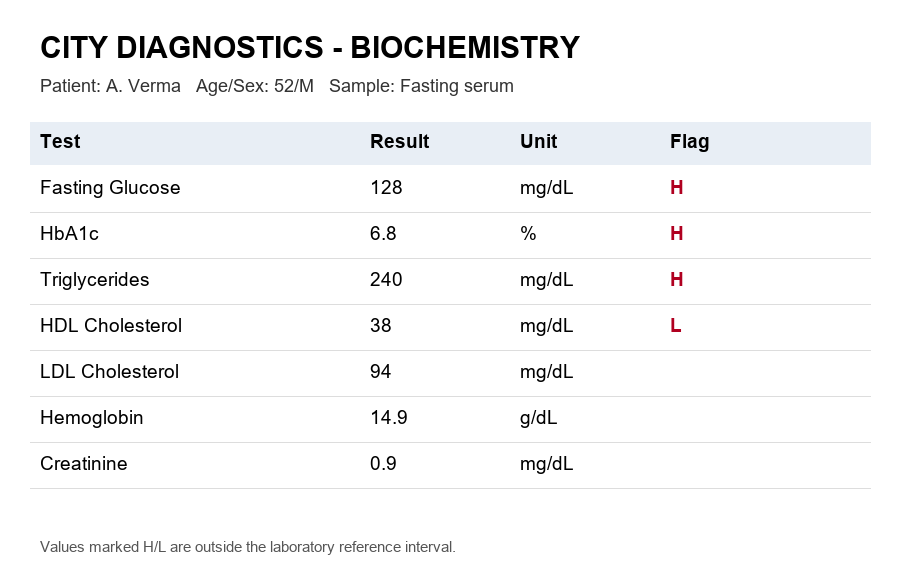 CITY DIAGNOSTICS - BIOCHEMISTRY
Patient: A. Verma   Age/Sex: 52/M   Sample: Fasting serum
Test Result Unit Flag
Fasting Glucose 128 mg/dL H
HbA1c 6.8 % H
Triglycerides 240 mg/dL H
HDL Cholesterol 38 mg/dL L
LDL Cholesterol 94 mg/dL
Hemoglobin 14.9 g/dL
Creatinine 0.9 mg/dL
Values marked H/L are outside the laboratory reference interval.